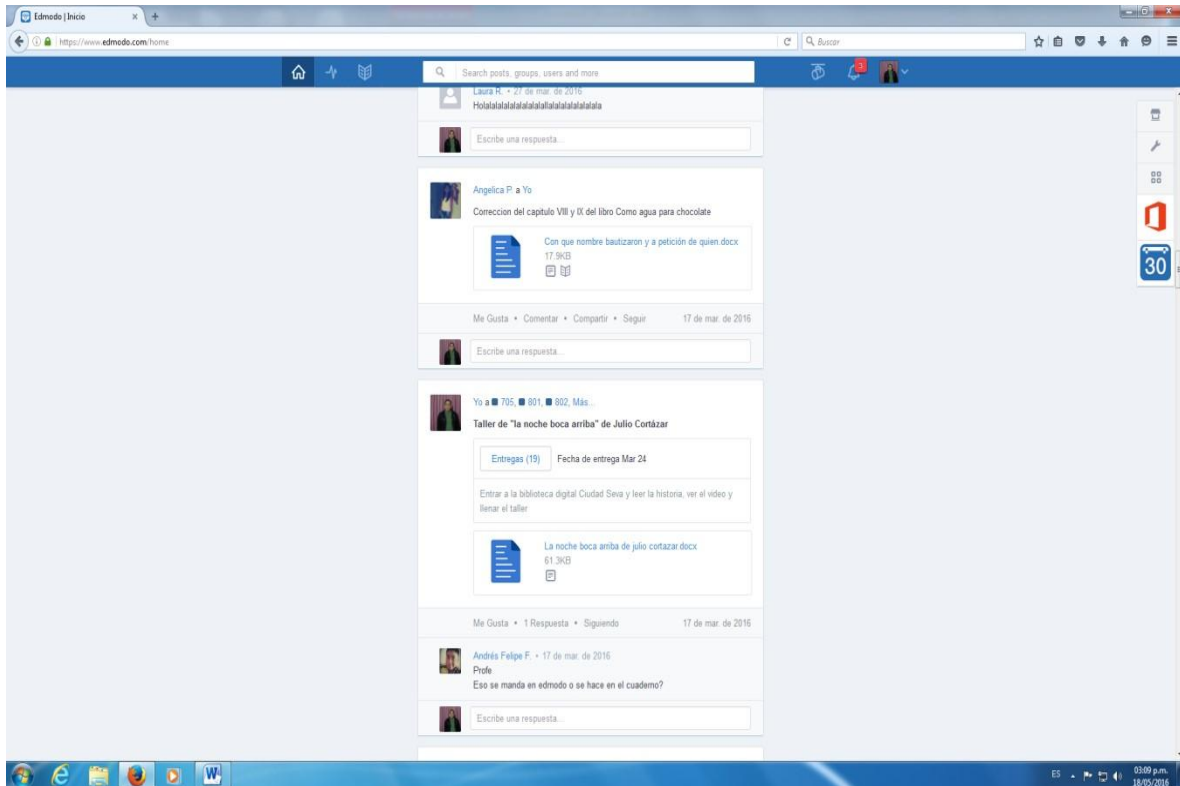 Edmodo | Inicio
https://www.edmodo.com/home
Buscar
Search posts, groups, users and more
3
Laura R. • 27 de mar. de 2016
Holalalalalalalalalallalalalalalalala
Escribe una respuesta...
Angelica P. a Yo
Correccion del capitulo VIII y IX del libro Como agua para chocolate
Con que nombre bautizaron y a petición de quien.docx
17.9KB
Me Gusta • Comentar • Compartir • Seguir 17 de mar. de 2016
Escribe una respuesta...
Yo a 705, 801, 802, Más...
Taller de "la noche boca arriba" de Julio Cortázar
Entregas (19) Fecha de entrega Mar 24
Entrar a la biblioteca digital Ciudad Seva y leer la historia, ver el video y
llenar el taller
La noche boca arriba de julio cortazar.docx
61.3KB
Me Gusta • 1 Respuesta • Siguiendo 17 de mar. de 2016
Andrés Felipe F. • 17 de mar. de 2016
Profe
Eso se manda en edmodo o se hace en el cuaderno?
Escribe una respuesta...
30
ES
03:09 p.m.
18/05/2016